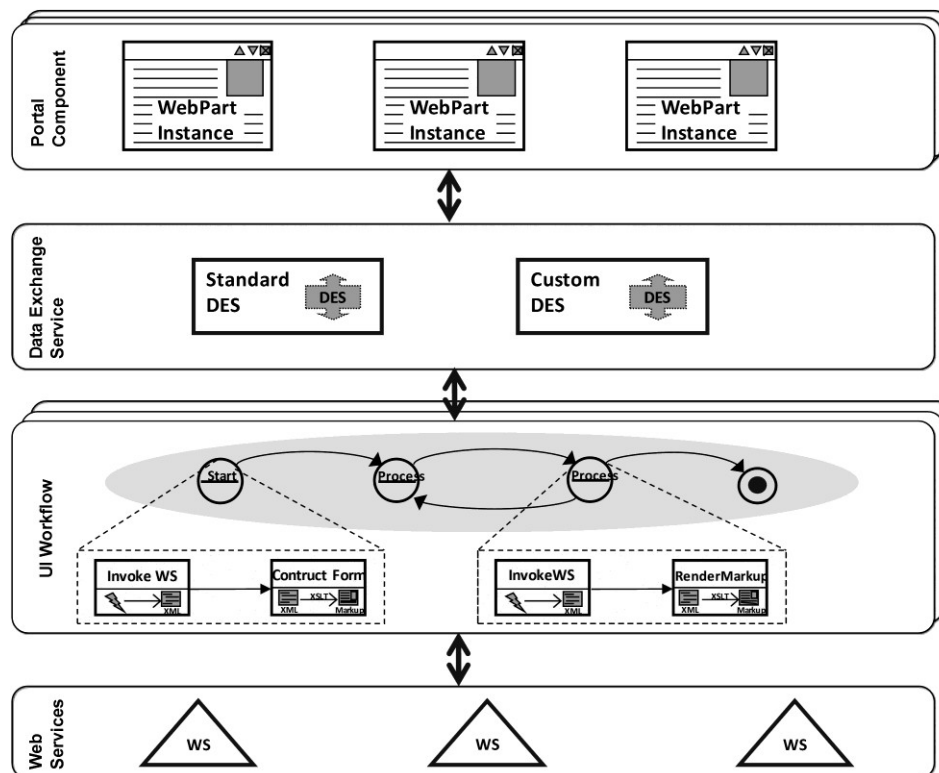 Portal
Component
WebPart
Instance
WebPart
Instance
WebPart
Instance
Data Exchange
Service
Standard
DES
DES
Custom
DES
DES
UI Workflow
Start
Process
Process
Invoke WS
XML
Contruct Form
XSLT
XML
Markup
InvokeWS
XML
RenderMarkup
XSLT
XML
Markup
Web
Services
WS
WS
WS